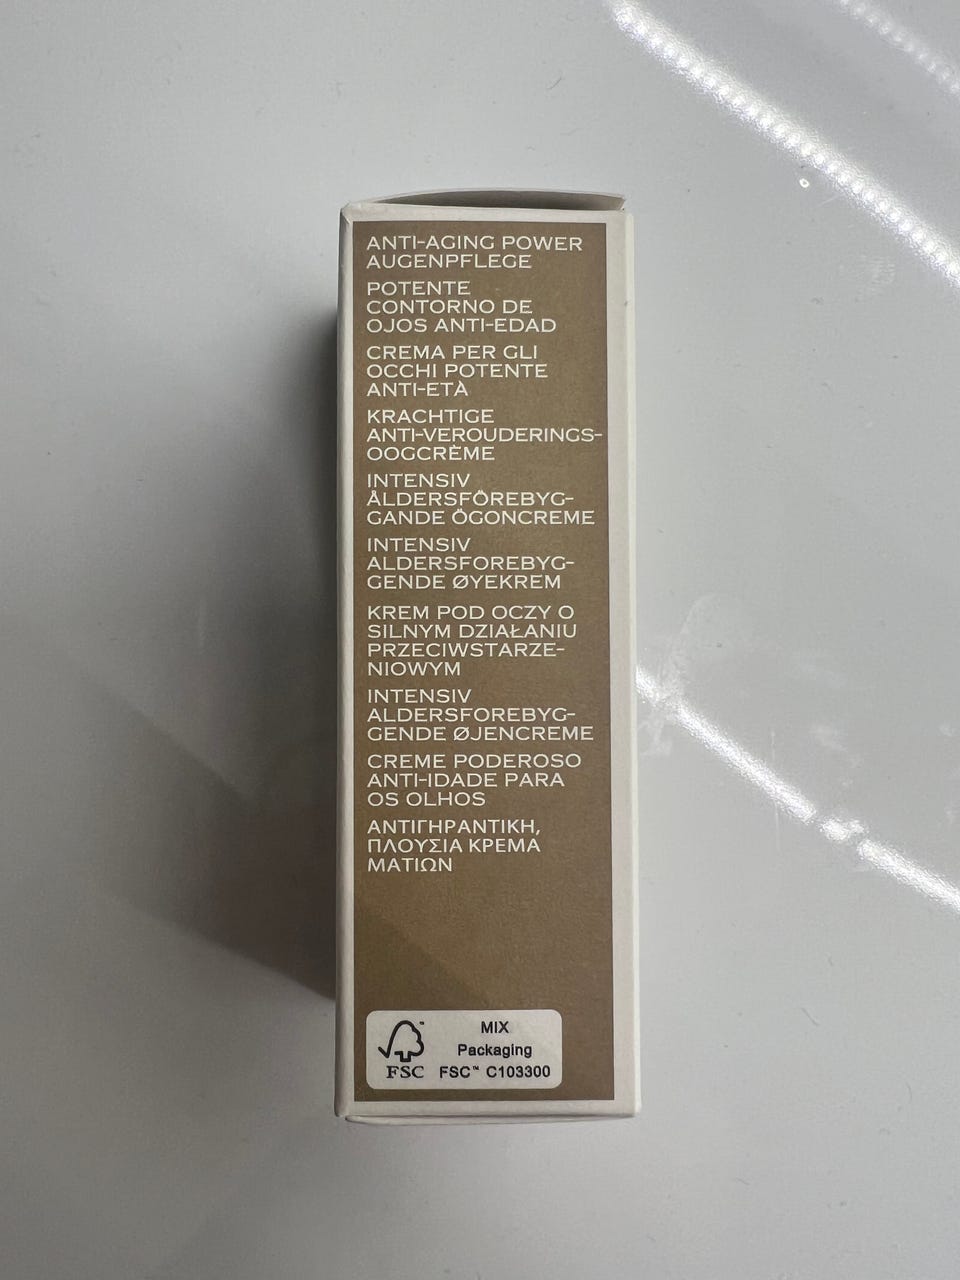 ANTI-AGING POWER
AUGENPFLEGE
POTENTE
CONTORNO DE
OJOS ANTI-EDAD
CREMA PER GLI
OCCHI POTENTE
ANTI-ETÀ
KRACHTIGE
ANTI-VEROUDERINGS-
OOGCRÈME
INTENSIV
ÅLDERSFÖREBYG-
GANDE ÖGONCREME
INTENSIV
ALDERSFOREBYG-
GENDE ØYEKREM
KREM POD OCZY O
SILNYM DZIAŁANIU
PRZECIWSTARZE-
NIOWYM
INTENSIV
ALDERSFOREBYG-
GENDE ØJENCREME
CREME PODEROSO
ANTI-IDADE PARA
OS OLHOS
ΑΝΤΙΓΗΡΑΝΤΙΚΗ,
ΠΛΟΥΣΙΑ ΚΡΕΜΑ
ΜΑΤΙΩΝ
MIX
Packaging
FSC™ C103300
™
FSC